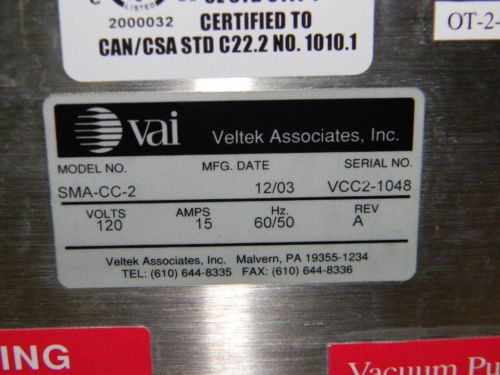 C
LISTED
2000032
CERTIFIED TO
CAN/CSA STD C22.2 NO. 1010.1
OT-2-
vai
Veltek Associates, Inc.
MODEL NO. MFG. DATE SERIAL NO.
SMA-CC-2 12/03 VCC2-1048
VOLTS AMPS Hz. REV
120 15 60/50 A
Veltek Associates, Inc. Malvern, PA 19355-1234
TEL: (610) 644-8335 FAX: (610) 644-8336
ING
Vacuum Pu